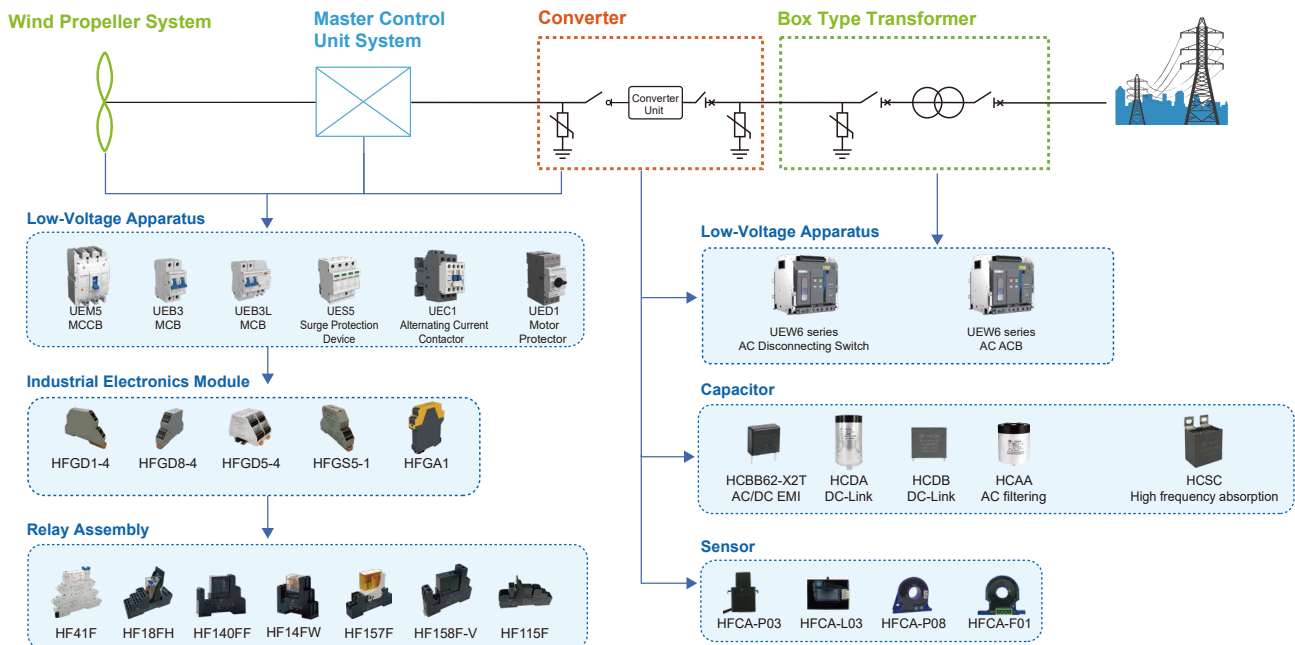 Wind Propeller System
Master Control
Unit System
Converter
Box Type Transformer
Converter
Unit
Low-Voltage Apparatus
UEM5
MCCB
UEB3
MCB
UEB3L
MCB
UES5
Surge Protection
Device
UEC1
Alternating Current
Contactor
UED1
Motor
Protector
Low-Voltage Apparatus
UEW6 series
AC Disconnecting Switch
UEW6 series
AC ACB
Industrial Electronics Module
HFGD1-4
HFGD8-4
HFGD5-4
HFGS5-1
HFGA1
Capacitor
HCBB62-X2T
AC/DC EMI
HCDA
DC-Link
HCDB
DC-Link
HCAA
AC filtering
HCSC
High frequency absorption
Relay Assembly
HF41F
HF18FH
HF140FF
HF14FW
HF157F
HF158F-V
HF115F
Sensor
HFCA-P03
HFCA-L03
HFCA-P08
HFCA-F01